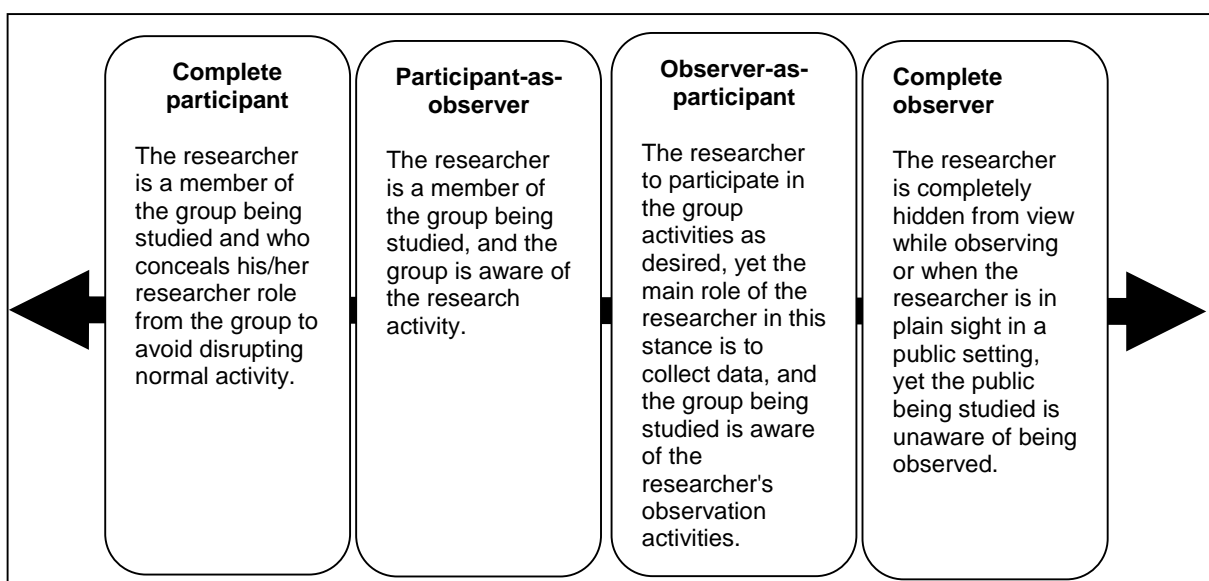 Complete
participant
The researcher
is a member of
the group being
studied and who
conceals his/her
researcher role
from the group to
avoid disrupting
normal activity.
Participant-as-
observer
The researcher
is a member of
the group being
studied, and the
group is aware of
the research
activity.
Observer-as-
participant
The researcher
to participate in
the group
activities as
desired, yet the
main role of the
researcher in this
stance is to
collect data, and
the group being
studied is aware
of the
researcher's
observation
activities.
Complete
observer
The researcher
is completely
hidden from view
while observing
or when the
researcher is in
plain sight in a
public setting,
yet the public
being studied is
unaware of being
observed.